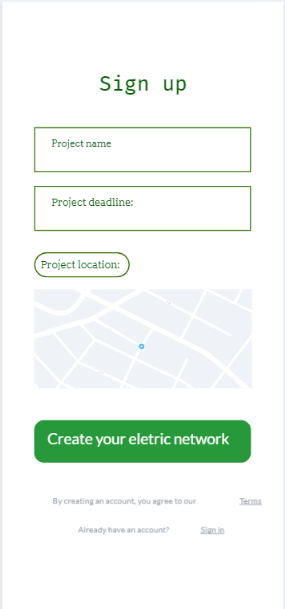 Sign up
Project name
Project deadline:
Project location:
Create your eletric network
By creating an account, you agree to our Terms
Already have an account? Sign in